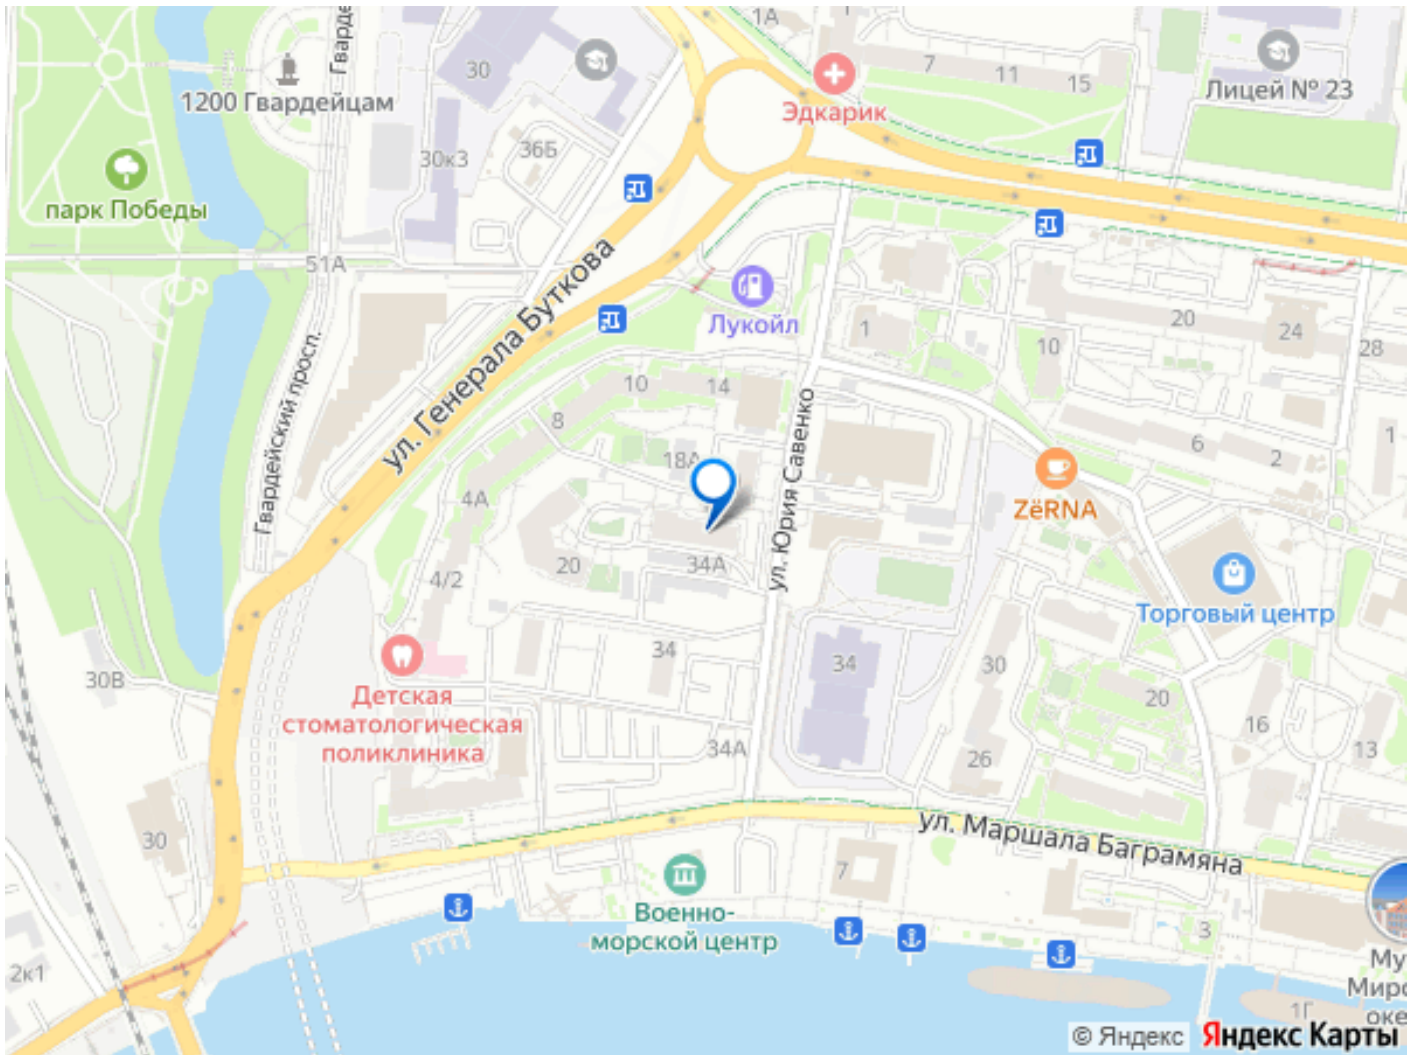 1А
Гварде
30
7
11
15
Лицей № 23
1200 Гвардейцам
Эдкарик
30к3
36Б
парк Победы
51А
ул. Генерала Буткова
Лукойл
1
20
24
10
28
Гвардейский просп.
10
14
8
ул. Юрия Савенко
6
2
1
18А
4А
ZёRNA
20
34А
4/2
Торговый центр
34
34
30
20
30В
Детская
стоматологическая
поликлиника
34А
26
16
13
30
ул. Маршала Баграмяна
7
Военно-
морской центр
3
2к1
Му
Миро
оке
1Г
© Яндекс
Яндекс Карты